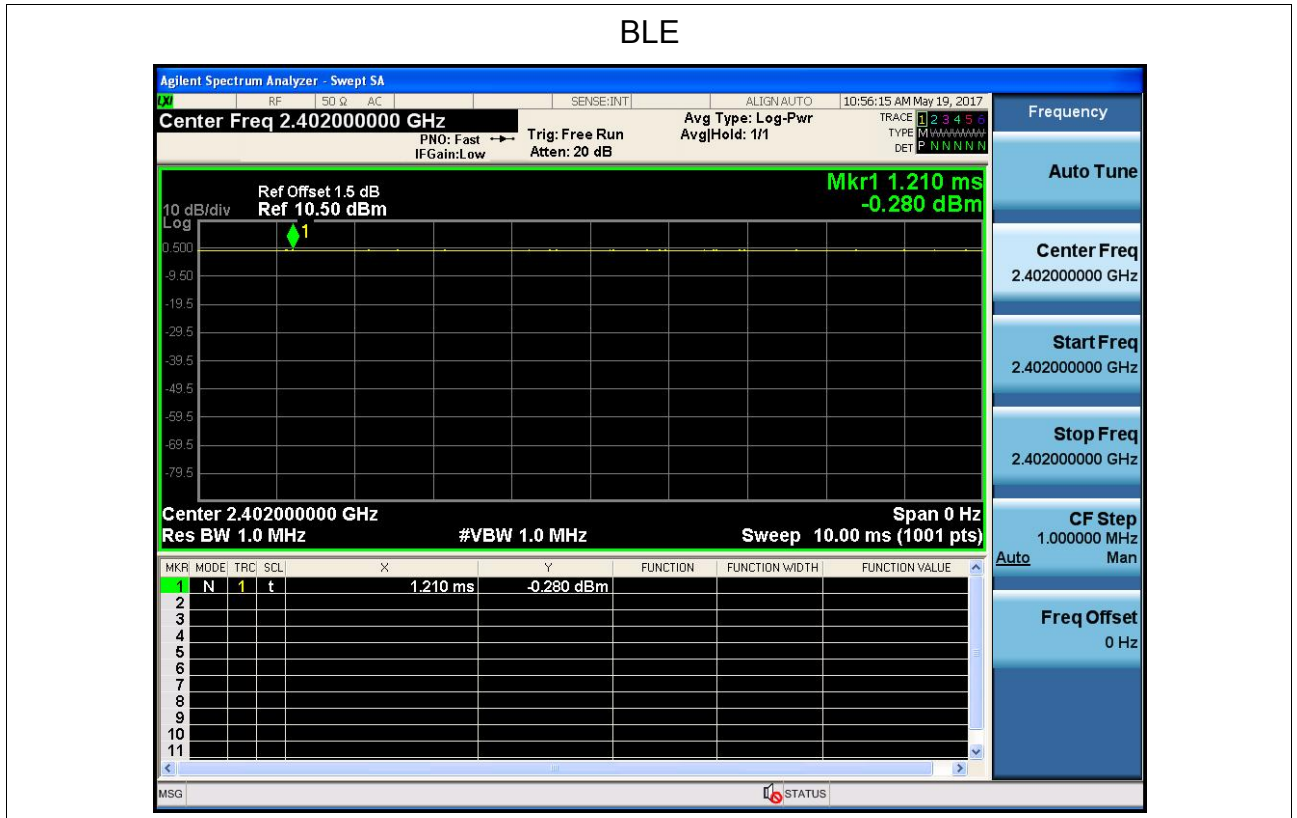 BLE
Agilent Spectrum Analyzer - Swept SA
LXI RF 50 Ω AC SENSE:INT ALIGN AUTO 10:56:15 AM May 19, 2017
Center Freq 2.402000000 GHz
PNO: Fast
IFGain:Low
Trig: Free Run
Atten: 20 dB
Avg Type: Log-Pwr
Avg|Hold: 1/1
TRACE 1 2 3 4 5 6
TYPE M
DET P N N N N N
Ref Offset 1.5 dB
10 dB/div Ref 10.50 dBm
Log
Mkr1 1.210 ms
-0.280 dBm
1
0.500
-9.50
-19.5
-29.5
-39.5
-49.5
-59.5
-69.5
-79.5
Center 2.402000000 GHz Span 0 Hz
Res BW 1.0 MHz #VBW 1.0 MHz Sweep 10.00 ms (1001 pts)
MKR MODE TRC SCL X Y FUNCTION FUNCTION WIDTH FUNCTION VALUE
1 N 1 t 1.210 ms -0.280 dBm
2
3
4
5
6
7
8
9
10
11
MSG STATUS
Frequency
Auto Tune
Center Freq
2.402000000 GHz
Start Freq
2.402000000 GHz
Stop Freq
2.402000000 GHz
CF Step
1.000000 MHz
Auto Man
Freq Offset
0 Hz